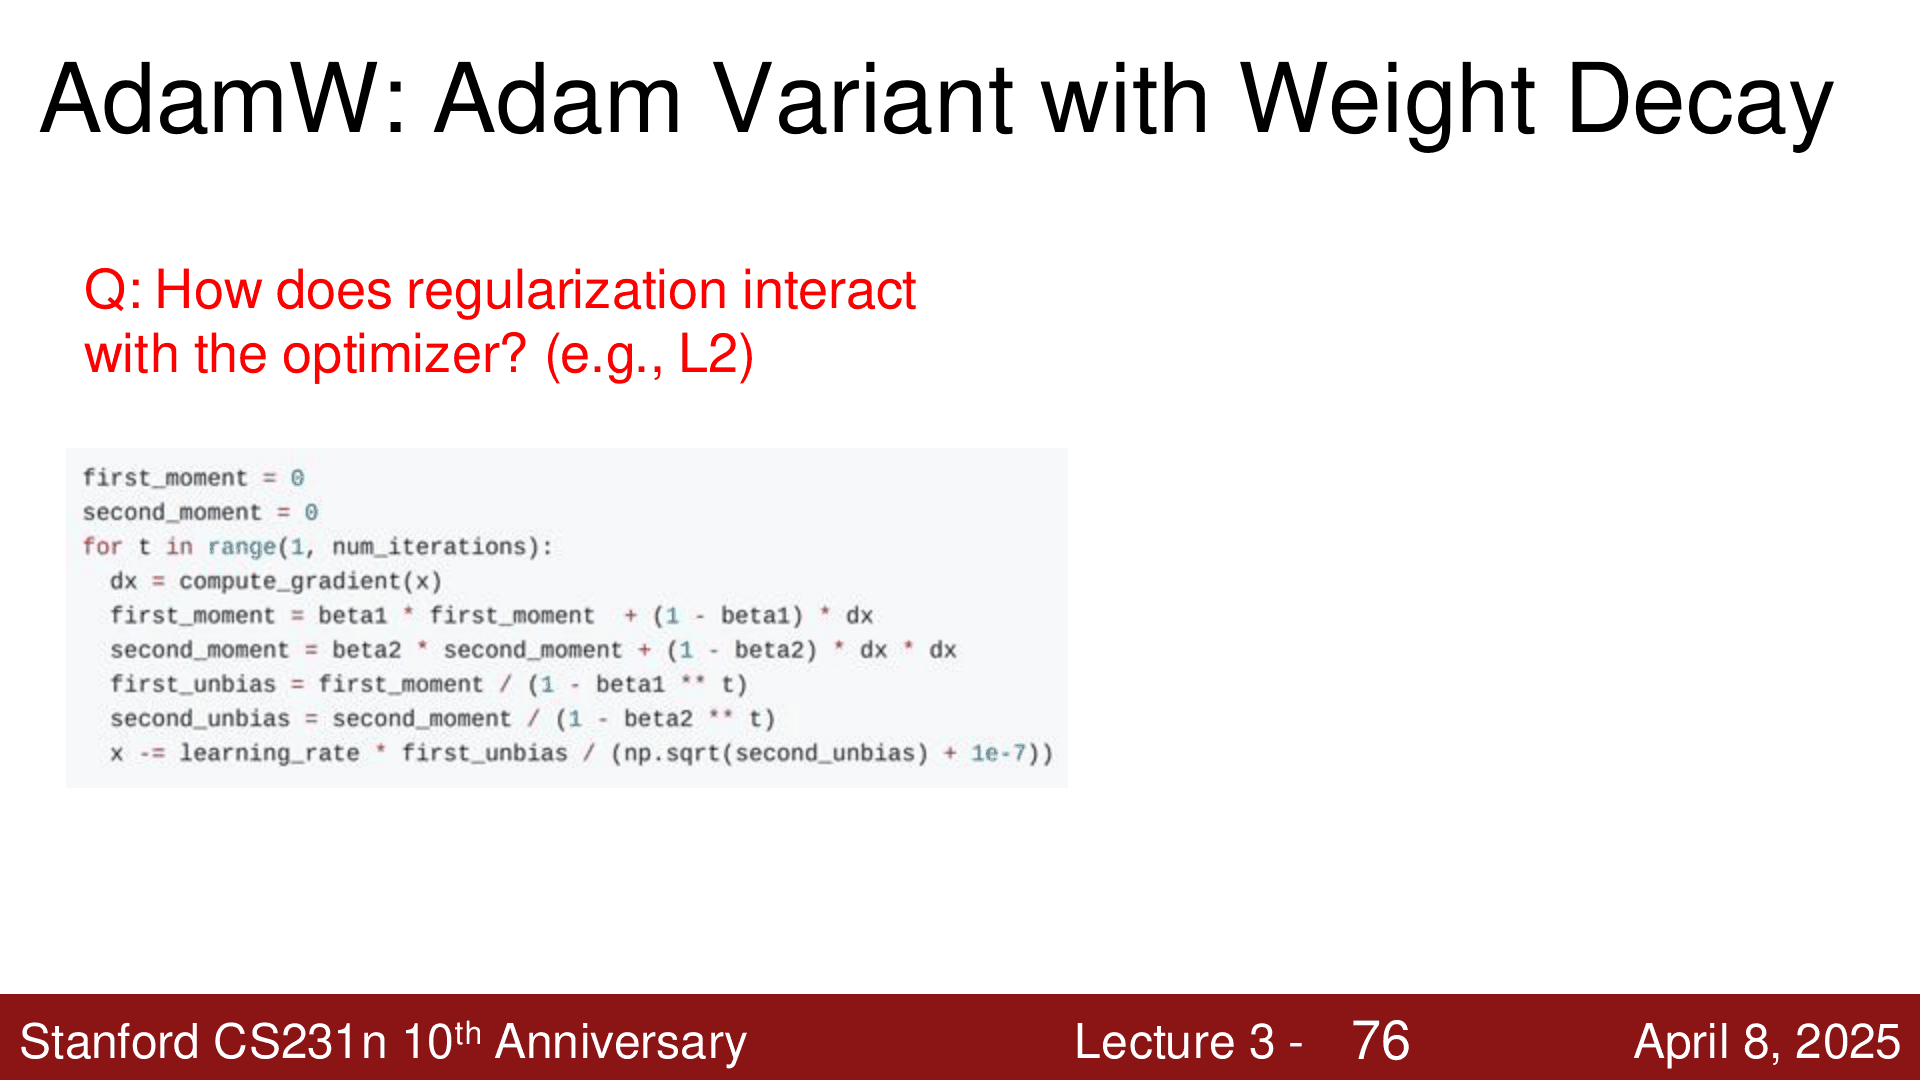 AdamW: Adam Variant with Weight Decay
Q: How does regularization interact
with the optimizer? (e.g., L2)
first_moment = 0
second_moment = 0
for t in range(1, num_iterations):
  dx = compute_gradient(x)
  first_moment = beta1 * first_moment  + (1 - beta1) * dx
  second_moment = beta2 * second_moment + (1 - beta2) * dx * dx
  first_unbias = first_moment / (1 - beta1 ** t)
  second_unbias = second_moment / (1 - beta2 ** t)
  x -= learning_rate * first_unbias / (np.sqrt(second_unbias) + 1e-7))
Stanford CS231n 10th Anniversary
Lecture 3 - 76
April 8, 2025